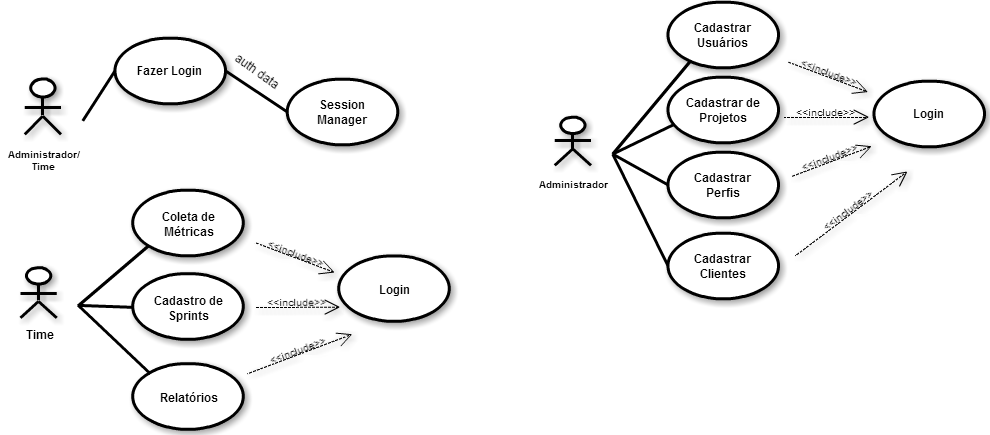 Fazer Login
auth data
Session
Manager
Administrador/
Time
Coleta de
Métricas
<<include>>
Cadastro de
Sprints
<<include>>
Login
Time
Relatórios
<<include>>
Cadastrar
Usuários
<<include>>
Cadastrar de
Projetos
<<include>>
Login
Administrador
Cadastrar
Perfis
<<include>>
Cadastrar
Clientes
<<include>>